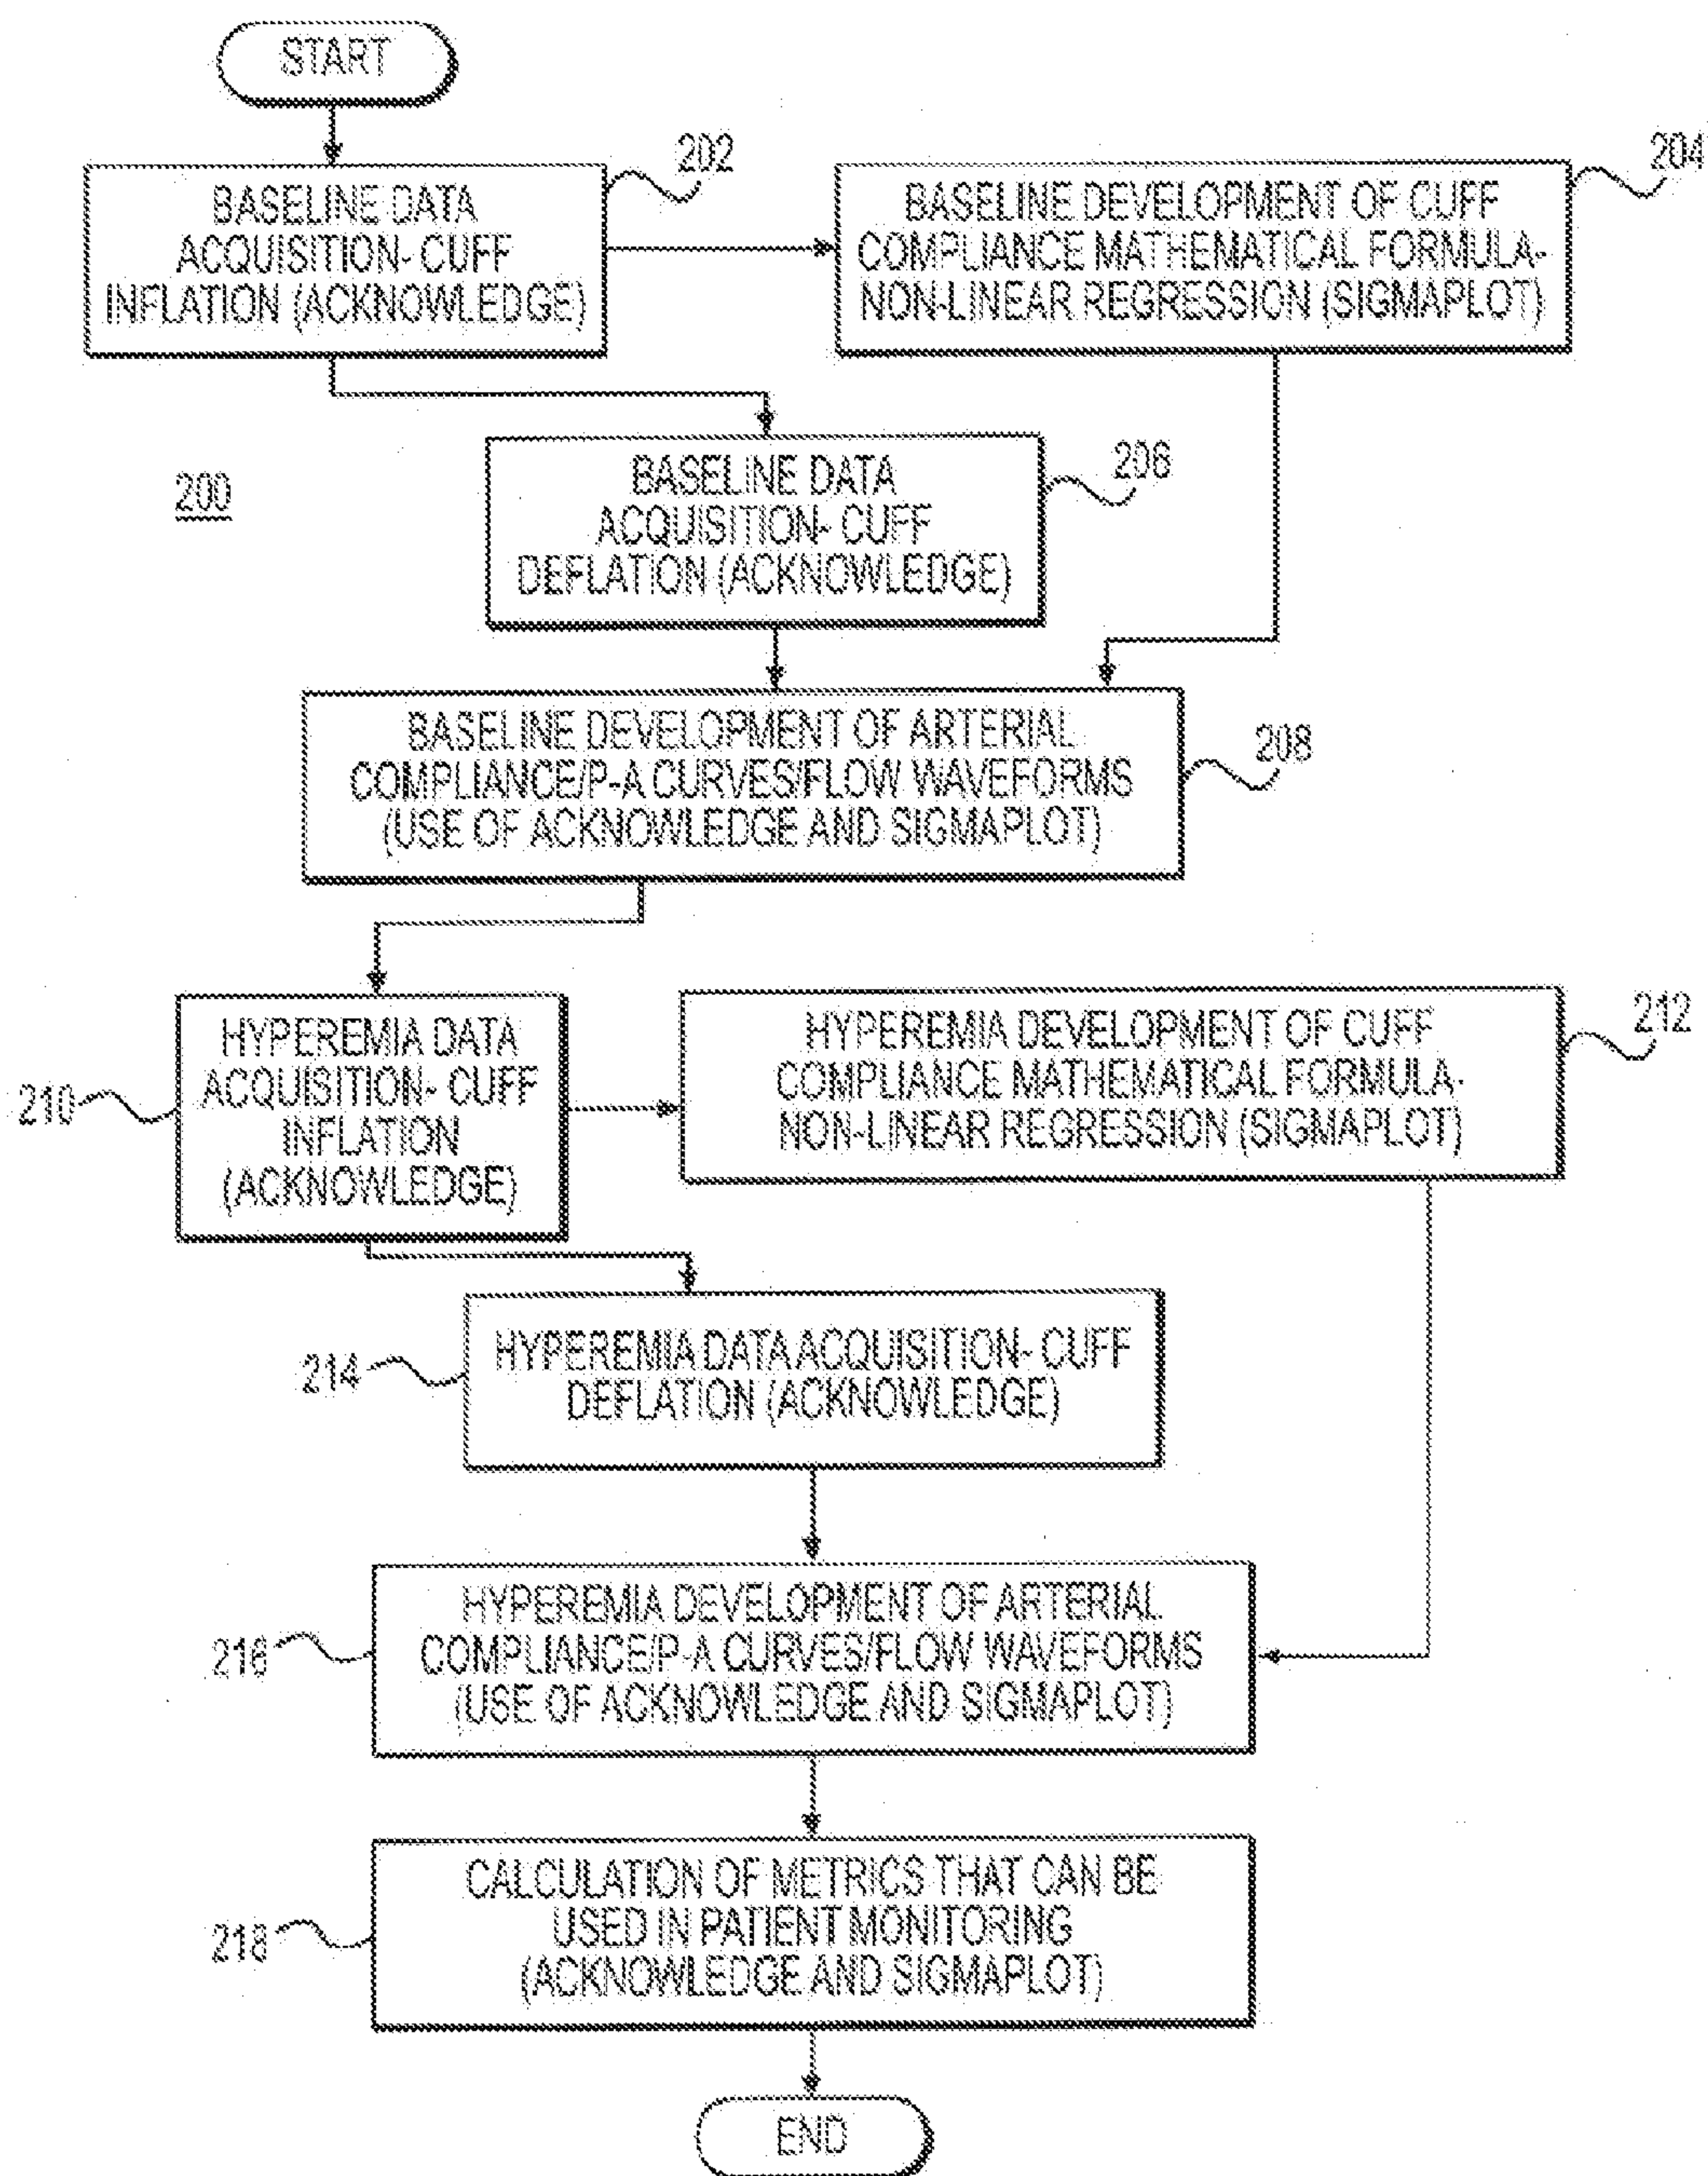 START
202
BASELINE DATA
ACQUISITION- CUFF
INFLATION (ACKNOWLEDGE)
204
BASELINE DEVELOPMENT OF CUFF
COMPLIANCE MATHEMATICAL FORMULA-
NON-LINEAR REGRESSION (SIGMAPLOT)
200
206
BASELINE DATA
ACQUISITION- CUFF
DEFLATION (ACKNOWLEDGE)
208
BASELINE DEVELOPMENT OF ARTERIAL
COMPLIANCE/P-A CURVES/FLOW WAVEFORMS
(USE OF ACKNOWLEDGE AND SIGMAPLOT)
210
HYPEREMIA DATA
ACQUISITION- CUFF
INFLATION
(ACKNOWLEDGE)
212
HYPEREMIA DEVELOPMENT OF CUFF
COMPLIANCE MATHEMATICAL FORMULA-
NON-LINEAR REGRESSION (SIGMAPLOT)
214
HYPEREMIA DATA ACQUISITION- CUFF
DEFLATION (ACKNOWLEDGE)
216
HYPEREMIA DEVELOPMENT OF ARTERIAL
COMPLIANCE/P-A CURVES/FLOW WAVEFORMS
(USE OF ACKNOWLEDGE AND SIGMAPLOT)
218
CALCULATION OF METRICS THAT CAN BE
USED IN PATIENT MONITORING
(ACKNOWLEDGE AND SIGMAPLOT)
END